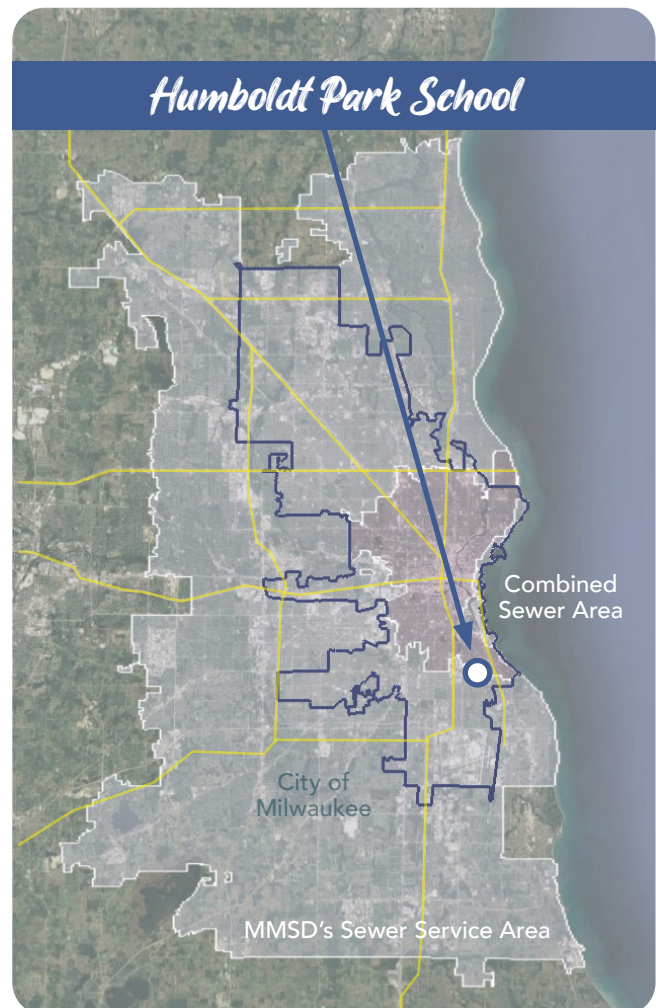 Humboldt Park School
Combined
Sewer Area
City of
Milwaukee
MMSD's Sewer Service Area